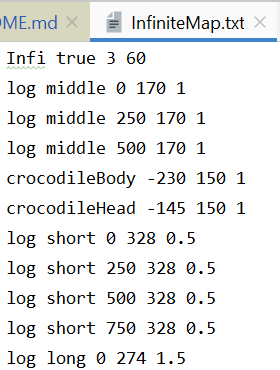 OME.md × InfiniteMap.txt ×
Infi true 3 60
log middle 0 170 1
log middle 250 170 1
log middle 500 170 1
crocodileBody -230 150 1
crocodileHead -145 150 1
log short 0 328 0.5
log short 250 328 0.5
log short 500 328 0.5
log short 750 328 0.5
log long 0 274 1.5